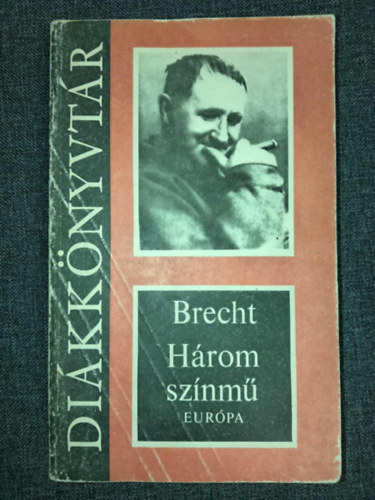 DIÁKKÖNYVTÁR
Brecht
Három
színmű
EURÓPA